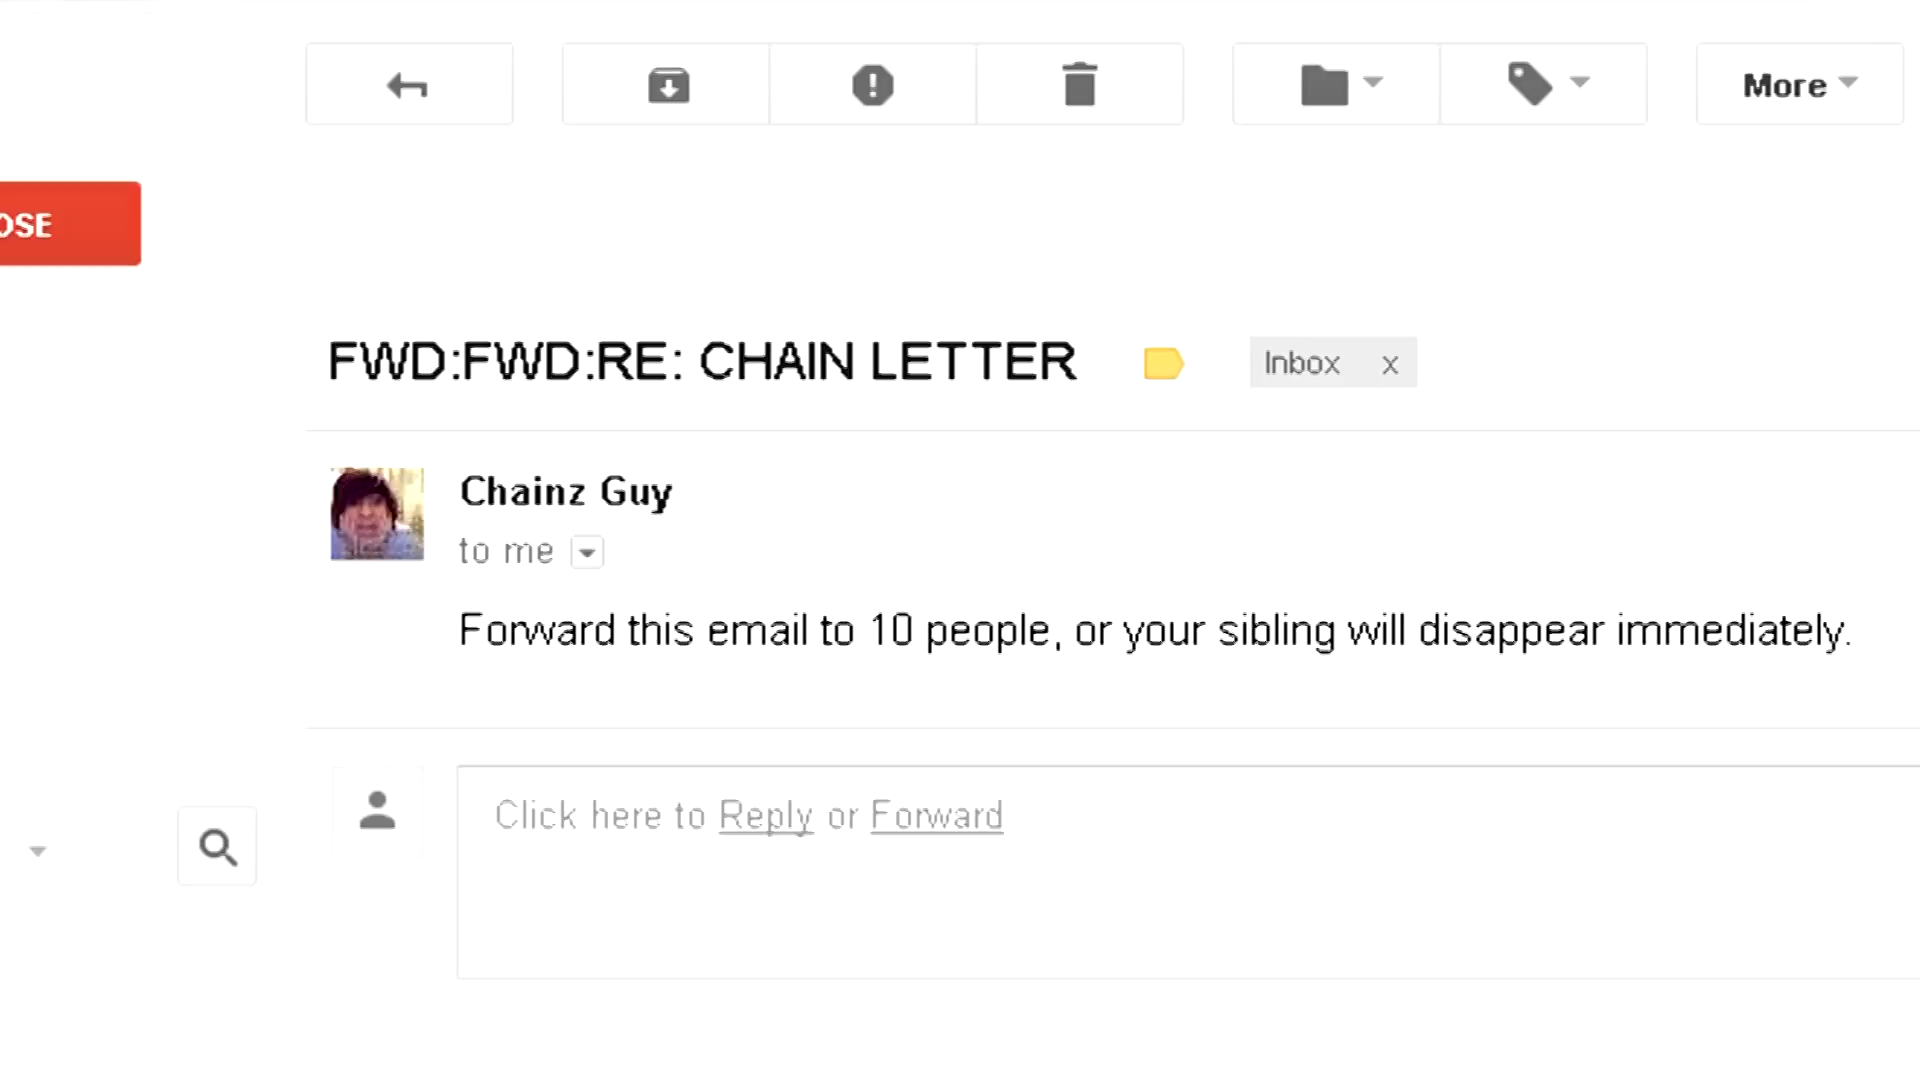 More
OSE
FWD:FWD:RE: CHAIN LETTER
Inbox x
Chainz Guy
to me
Forward this email to 10 people, or your sibling will disappear immediately.
Click here to Reply or Forward